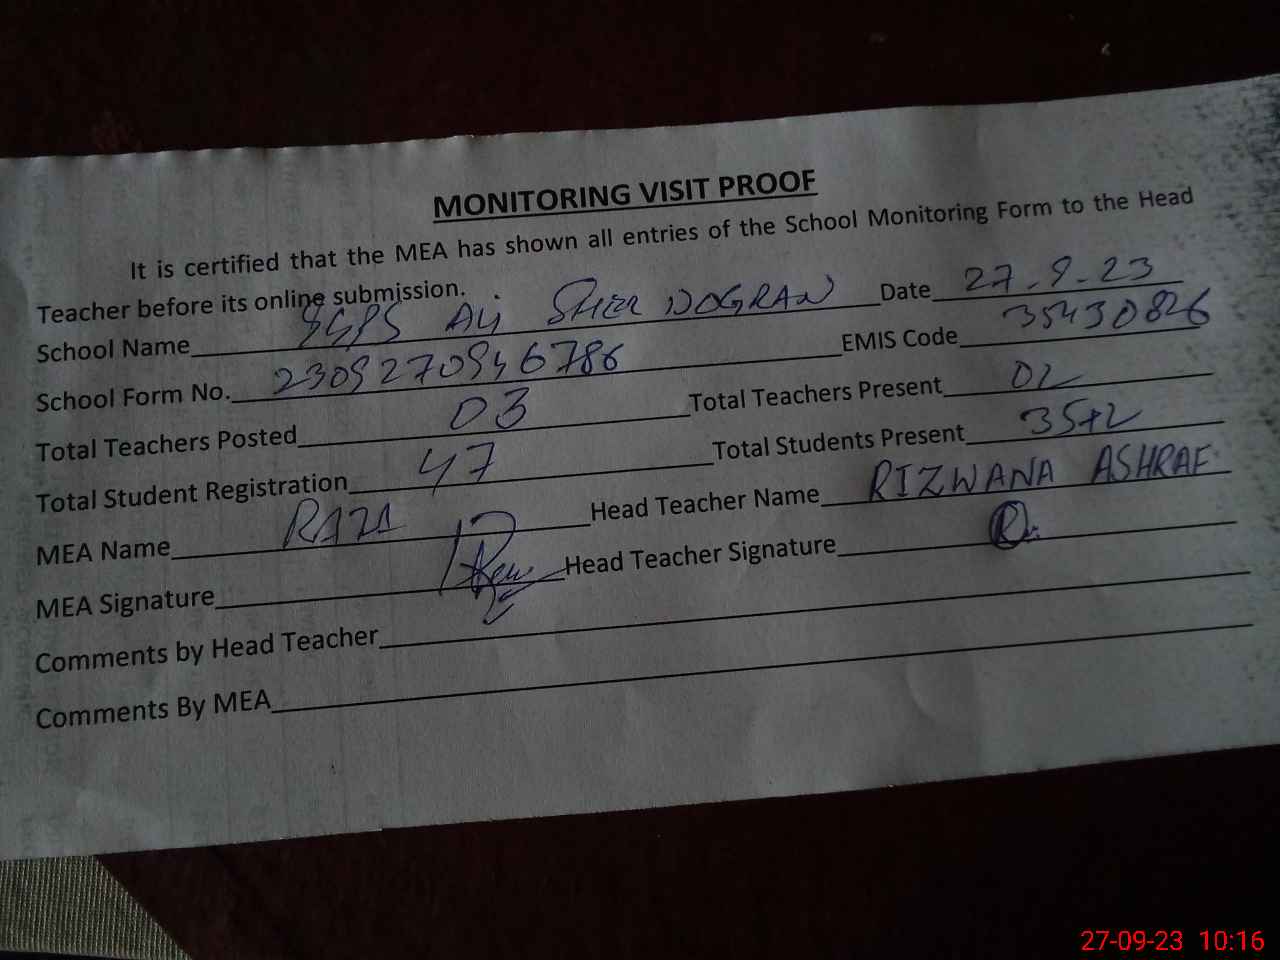 MONITORING VISIT PROOF
It is certified that the MEA has shown all entries of the School Monitoring Form to the Head
Teacher before its online submission.
School Name GGPS Ali SHER DOGRAN Date 27-9-23
School Form No. 2309270946786 EMIS Code 35430826
Total Teachers Posted 03 Total Teachers Present 02
Total Student Registration 47 Total Students Present 35+2
MEA Name RAZA Head Teacher Name RIZWANA ASHRAF
MEA Signature Head Teacher Signature
Comments by Head Teacher
Comments By MEA
27-09-23 10:16